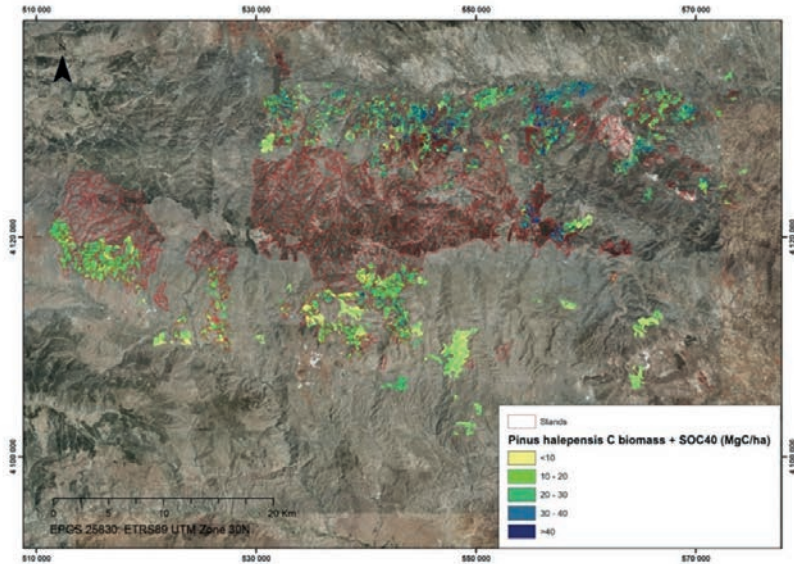 510 000
530 000
550 000
570 000
N
4 120 000
4 120 000
4 100 000
4 100 000
Stands
Pinus halepensis C biomass + SOC40 (MgC/ha)
<10
10 - 20
20 - 30
30 - 40
>40
0
10
20 Km
EPGS 25830: ETRS89 UTM Zone 30N
510 000
530 000
550 000
570 000